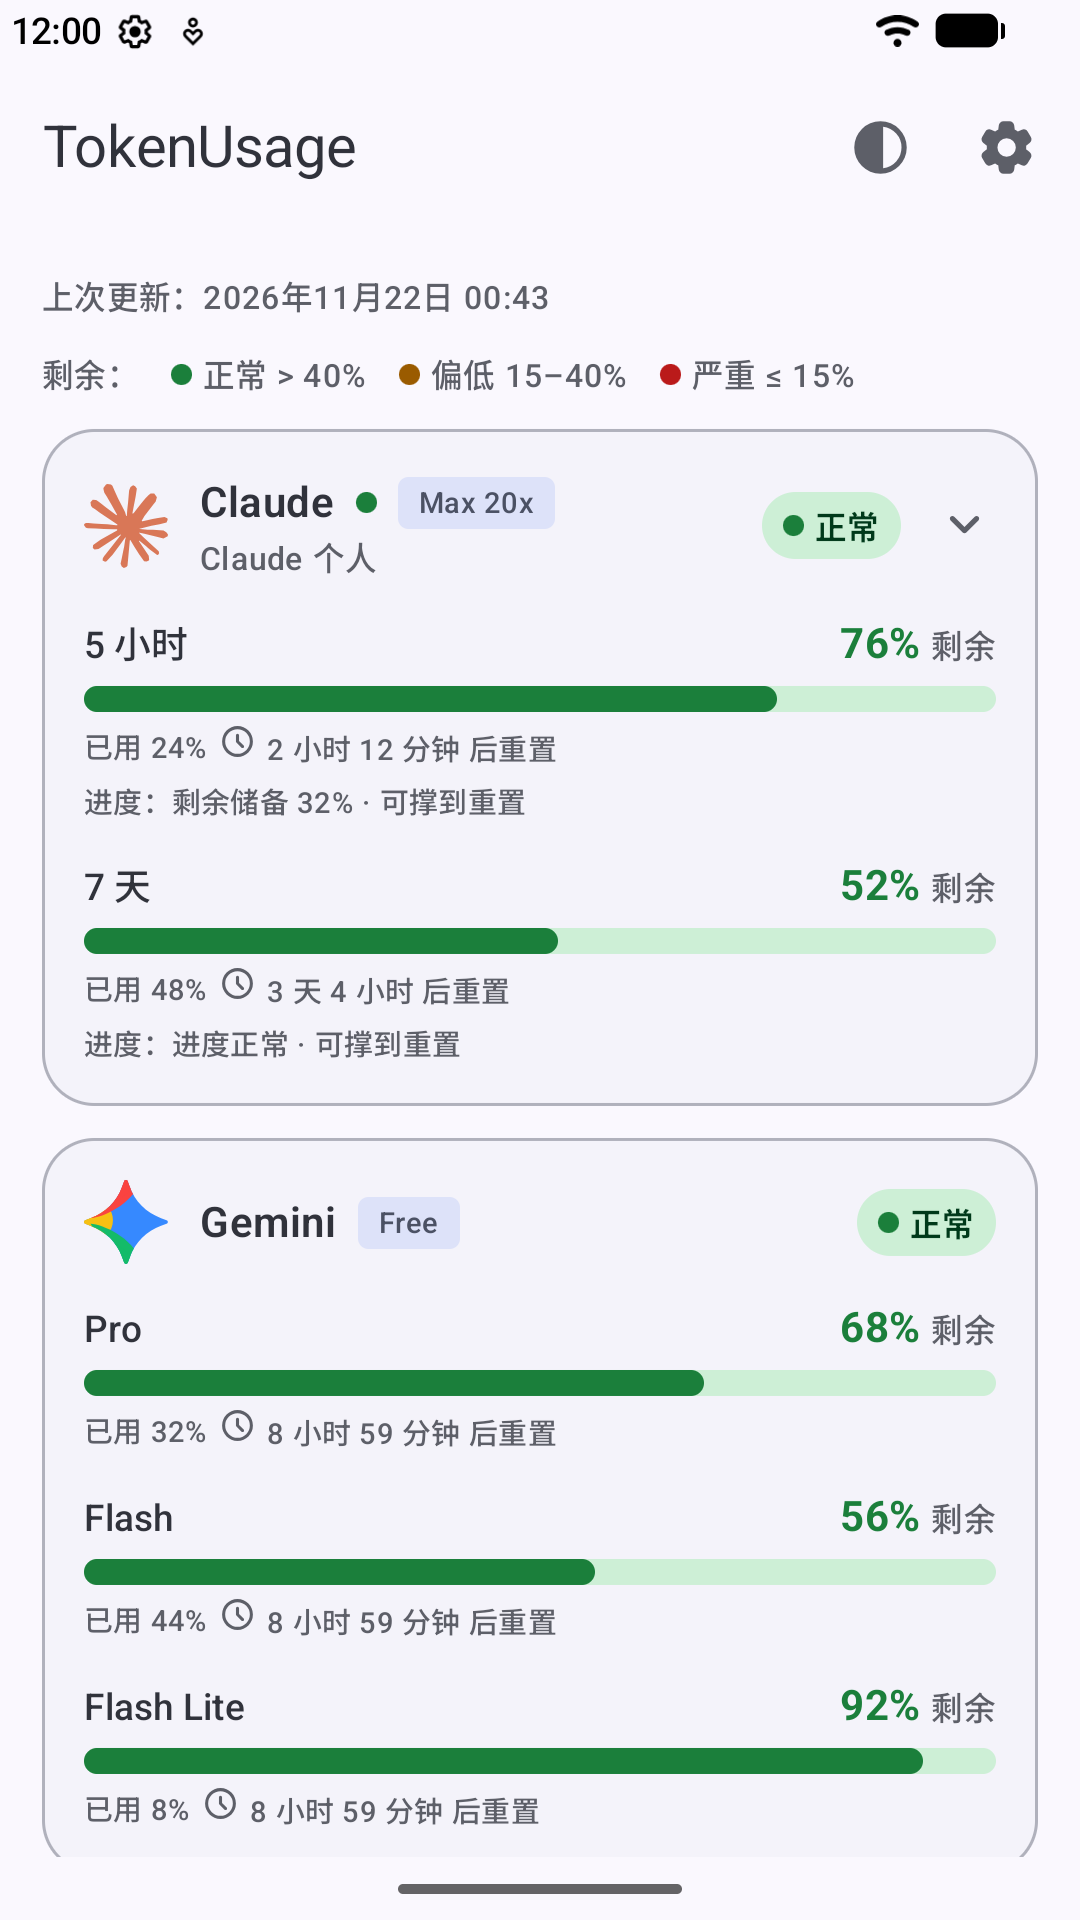 12:00
TokenUsage
上次更新：2026年11月22日 00:43
剩余： 正常 > 40% 偏低 15–40% 严重 ≤ 15%
Claude Max 20x 正常
Claude 个人
5 小时 76% 剩余
已用 24% 2 小时 12 分钟 后重置
进度：剩余储备 32% · 可撑到重置
7 天 52% 剩余
已用 48% 3 天 4 小时 后重置
进度：进度正常 · 可撑到重置
Gemini Free 正常
Pro 68% 剩余
已用 32% 8 小时 59 分钟 后重置
Flash 56% 剩余
已用 44% 8 小时 59 分钟 后重置
Flash Lite 92% 剩余
已用 8% 8 小时 59 分钟 后重置